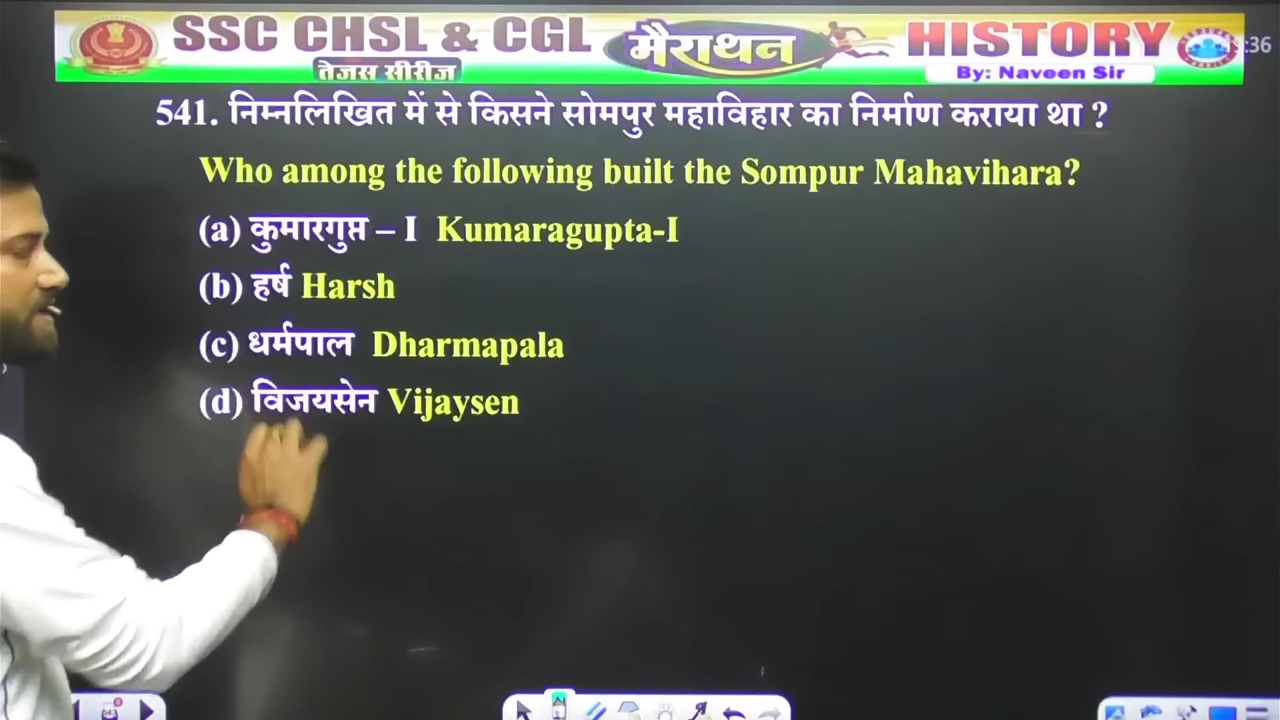 SSC CHSL & CGL
तेजस सीरीज
मैराथन
HISTORY
By: Naveen Sir
:36
541. निम्नलिखित में से किसने सोमपुर महाविहार का निर्माण कराया था ?
Who among the following built the Sompur Mahavihara?
(a) कुमारगुप्त – I Kumaragupta-I
(b) हर्ष Harsh
(c) धर्मपाल Dharmapala
(d) विजयसेन Vijaysen